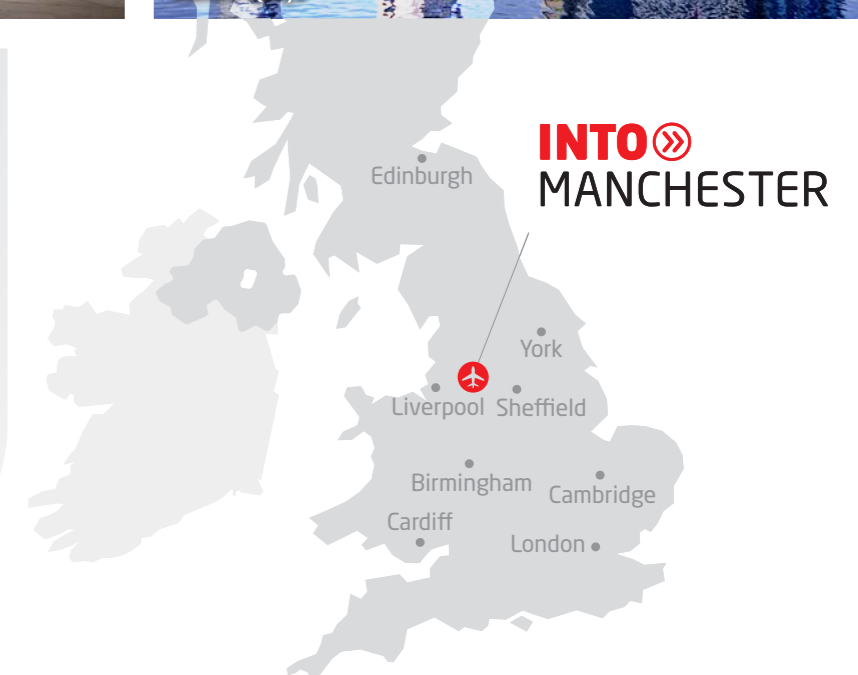 INTO
MANCHESTER
Edinburgh
York
Liverpool
Sheffield
Birmingham
Cambridge
Cardiff
London